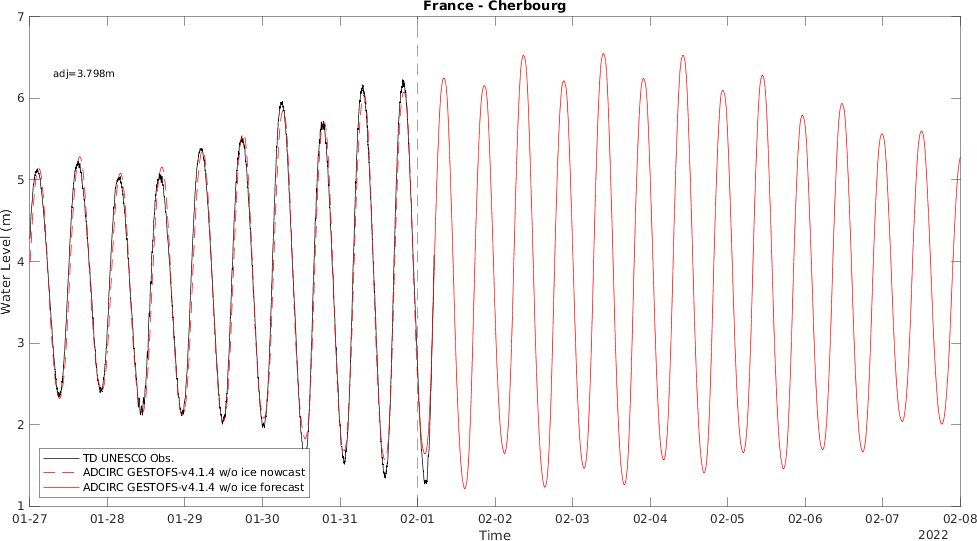 France - Cherbourg
7
adj=3.798m
6
5
Water Level (m)
4
3
2
TD UNESCO Obs.
ADCIRC GESTOFS-v4.1.4 w/o ice nowcast
ADCIRC GESTOFS-v4.1.4 w/o ice forecast
1
01-27 01-28 01-29 01-30 01-31 02-01 02-02 02-03 02-04 02-05 02-06 02-07 02-08
Time 2022